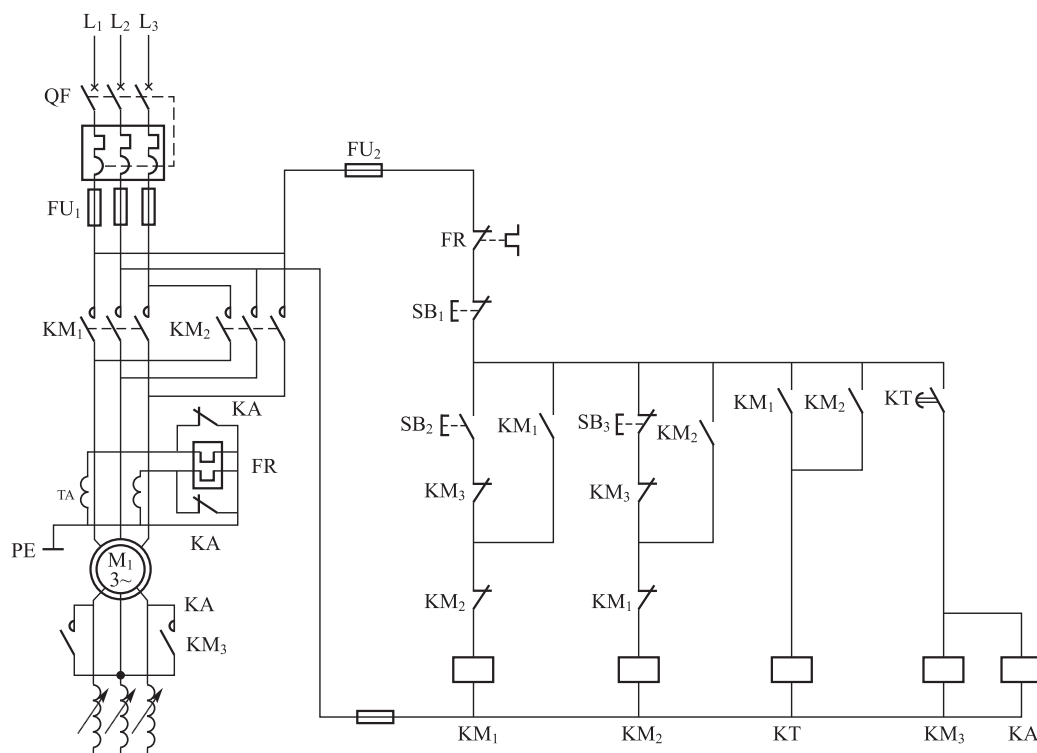 L₁ L₂ L₃
QF
FU₂
FU₁
FR
SB₁
KM₁
KM₂
KA
SB₂
KM₁
SB₃
KM₂
KM₁
KM₂
KT
FR
TA
KM₃
KM₃
KA
PE
M₁
3~
KA
KM₂
KM₁
KM₃
KM₁
KM₂
KT
KM₃
KA